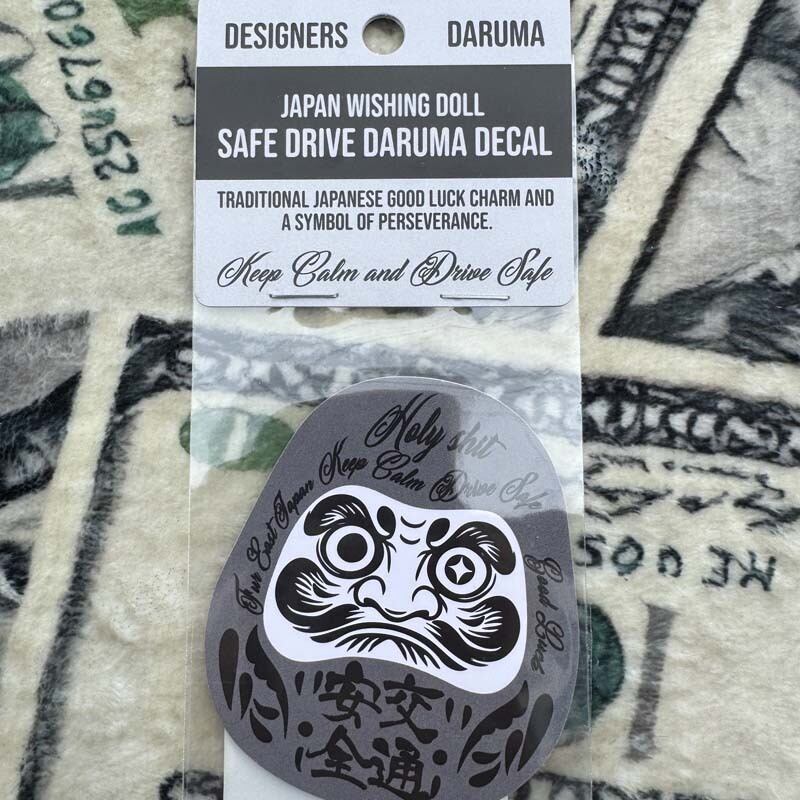 DESIGNERS DARUMA
JAPAN WISHING DOLL
SAFE DRIVE DARUMA DECAL
TRADITIONAL JAPANESE GOOD LUCK CHARM AND
A SYMBOL OF PERSEVERANCE.
Keep Calm and Drive Safe
Holy shit
Far East Japan Keep Calm Drive Safe
Good
交通
安全